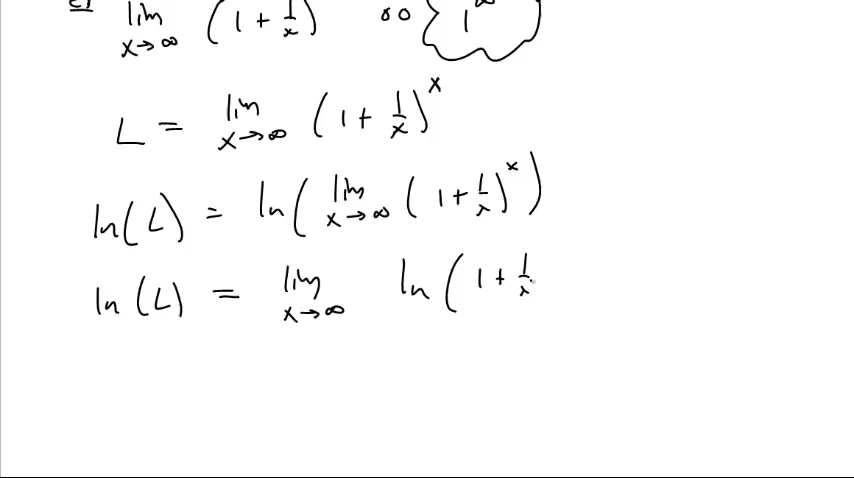 lim x→∞ (1 + 1/x) so 1^∞
L = lim x→∞ (1 + 1/x)^x
ln(L) = ln( lim x→∞ (1 + 1/x)^x )
ln(L) = lim x→∞ ln(1 + 1/x